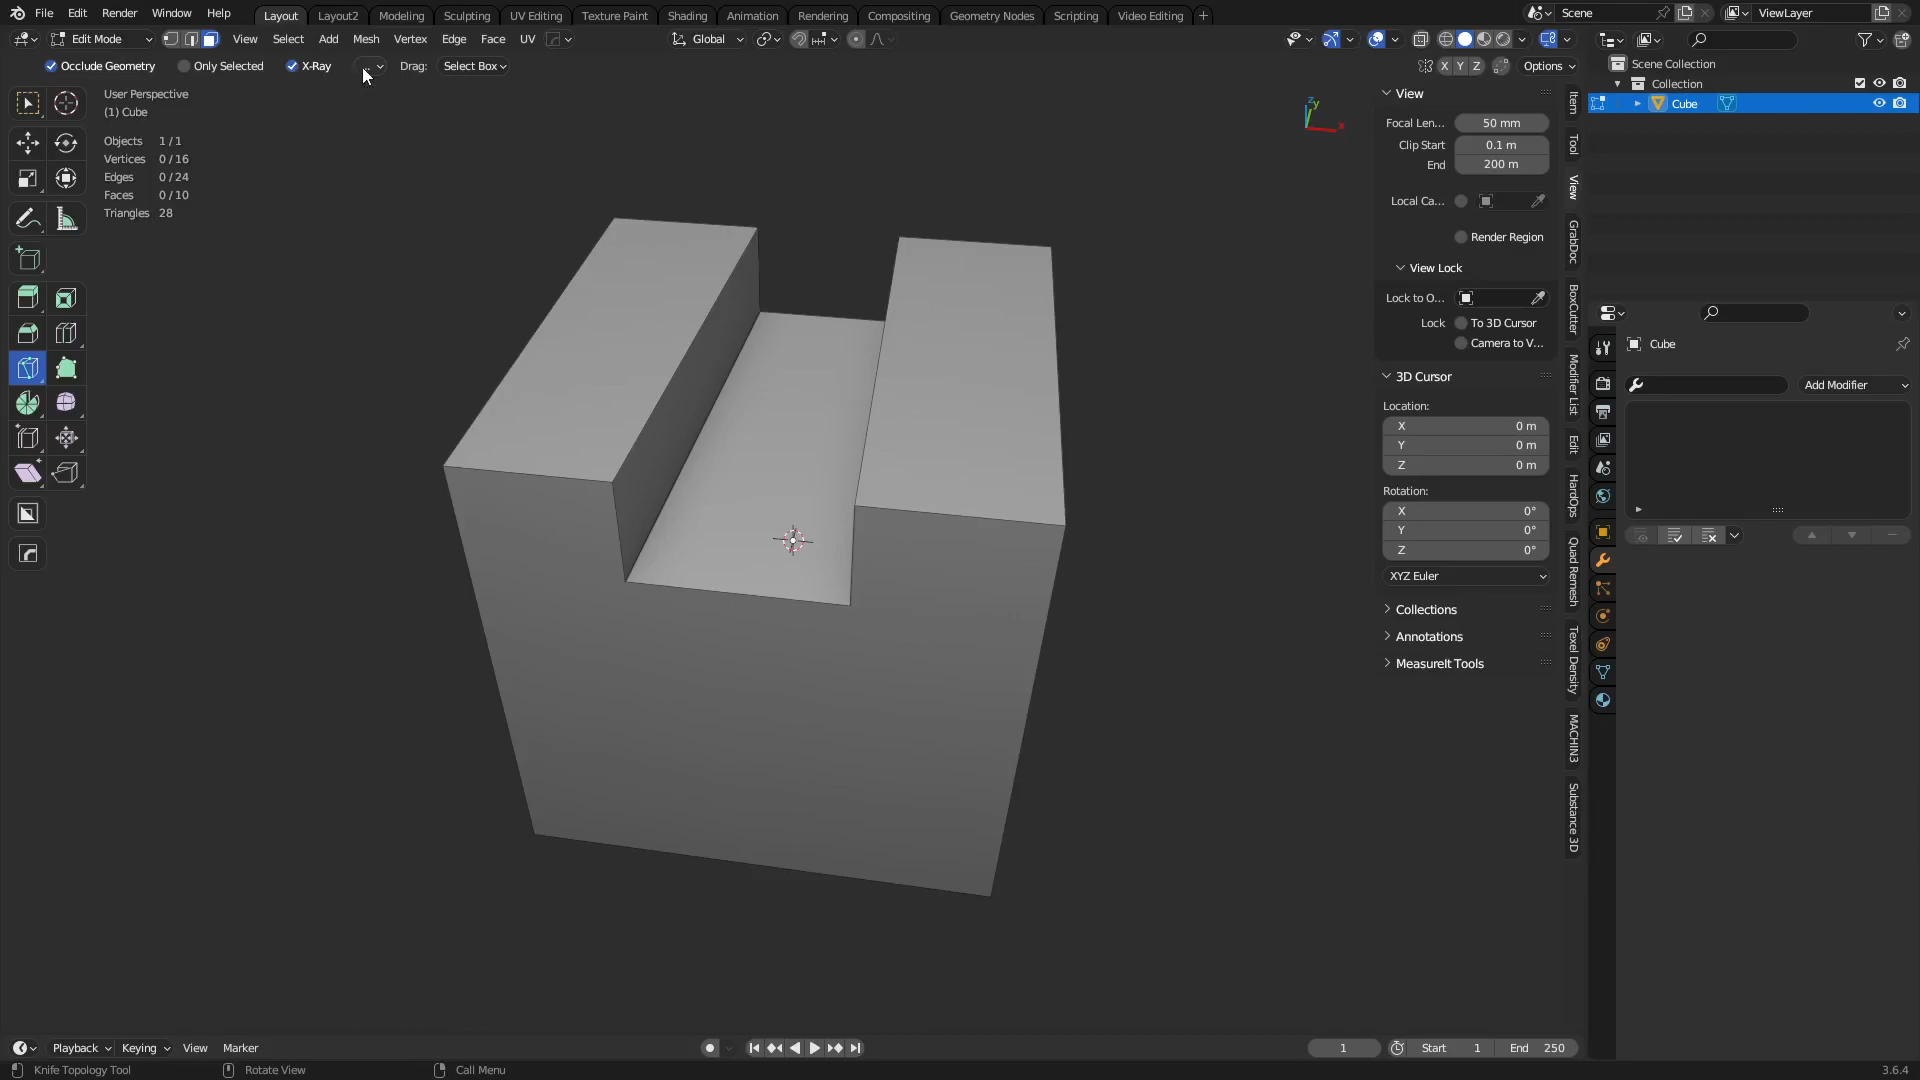 File Edit Render Window Help Layout Layout2 Modeling Sculpting UV Editing Texture Paint Shading Animation Rendering Compositing Geometry Nodes Scripting Video Editing + Scene ViewLayer
Edit Mode View Select Add Mesh Vertex Edge Face UV Global
Occlude Geometry Only Selected X-Ray ... Drag: Select Box X Y Z Options
User Perspective
(1) Cube
Objects 1 / 1
Vertices 0 / 16
Edges 0 / 24
Faces 0 / 10
Triangles 28
Z Y X
View
Focal Len... 50 mm
Clip Start 0.1 m
End 200 m
Local Ca...
Render Region
View Lock
Lock to O...
Lock To 3D Cursor
Camera to V...
3D Cursor
Location:
X 0 m
Y 0 m
Z 0 m
Rotation:
X 0°
Y 0°
Z 0°
XYZ Euler
Collections
Annotations
MeasureIt Tools
Item
Tool
View
GrabDoc
BoxCutter
Modifier List
Edit
HardOps
Quad Remesh
Texel Density
MACHIN3
Substance 3D
Scene Collection
Collection
Cube
Cube
Add Modifier
Playback Keying View Marker 1 Start 1 End 250
Knife Topology Tool Rotate View Call Menu 3.6.4